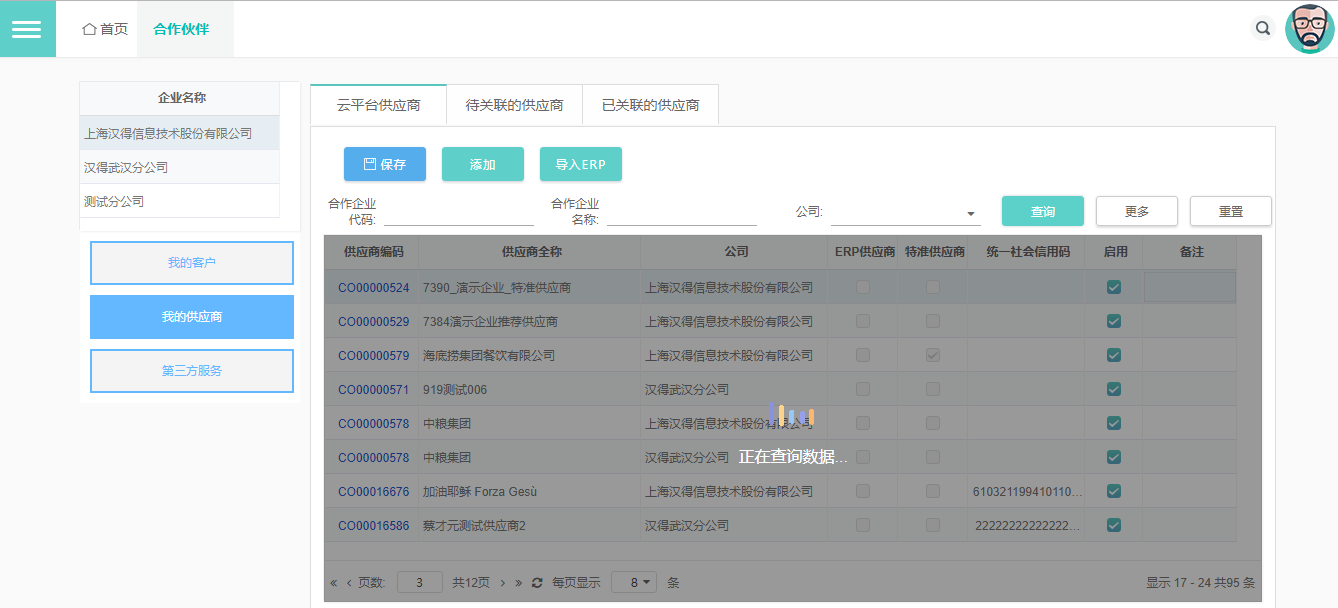 首页 合作伙伴
企业名称
上海汉得信息技术股份有限公司
汉得武汉分公司
测试分公司
我的客户
我的供应商
第三方服务
云平台供应商 待关联的供应商 已关联的供应商
保存 添加 导入ERP
合作企业代码: 合作企业名称: 公司: 查询 更多 重置
供应商编码 供应商全称 公司 ERP供应商 特准供应商 统一社会信用码 启用 备注
CO00000524 7390_演示企业_特准供应商 上海汉得信息技术股份有限公司
CO00000529 7384演示企业推荐供应商 上海汉得信息技术股份有限公司
CO00000579 海底捞集团餐饮有限公司 上海汉得信息技术股份有限公司
CO00000571 919测试006 汉得武汉分公司
CO00000578 中粮集团 上海汉得信息技术股份有限公司
CO00000578 中粮集团 汉得武汉分公司
正在查询数据...
CO00016676 加油耶稣 Forza Gesù 上海汉得信息技术股份有限公司 610321199410110...
CO00016586 蔡才元测试供应商2 汉得武汉分公司 22222222222222...
« ‹ 页数: 3 共12页 › » 每页显示 8 条 显示 17 - 24 共95 条